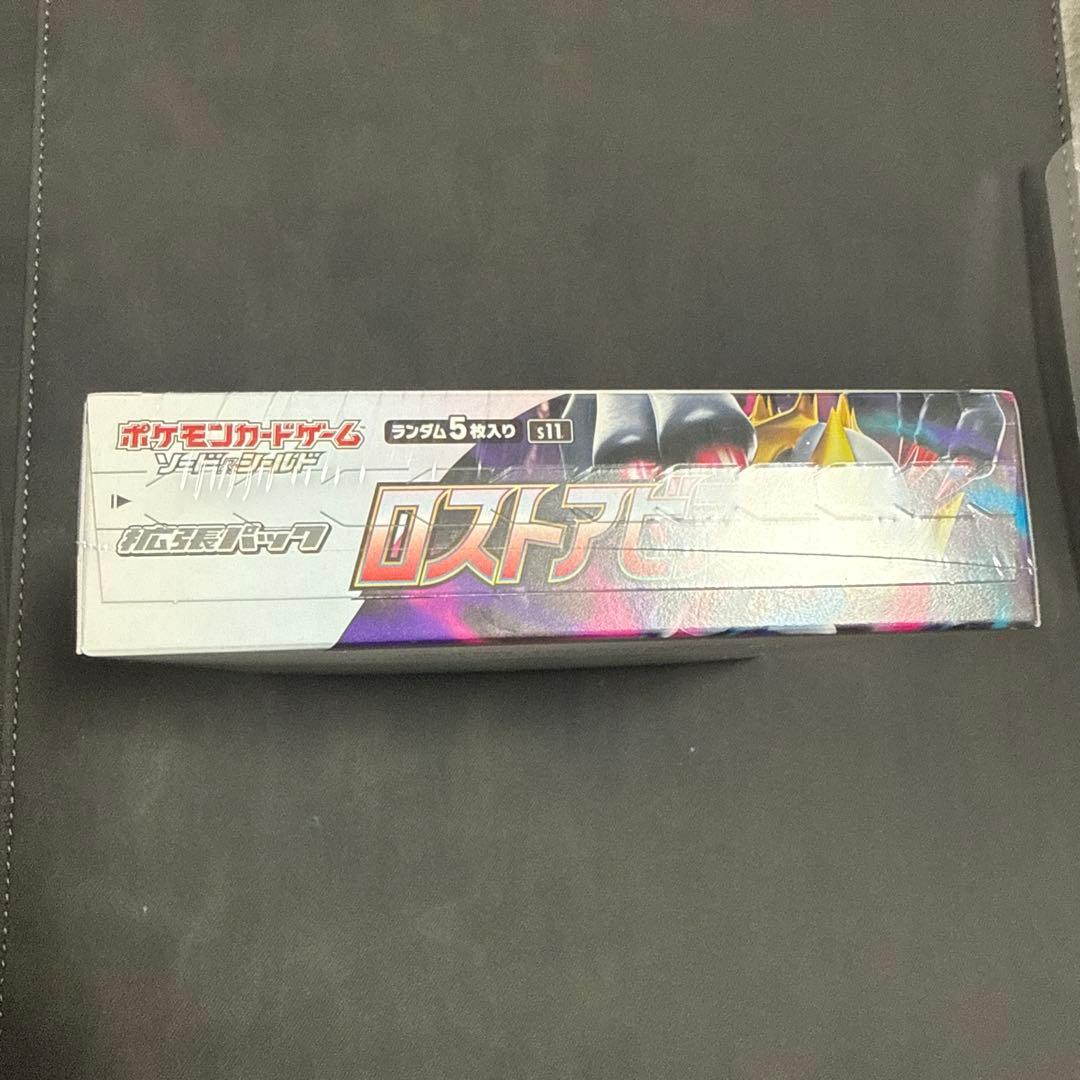 ポケモンカードゲーム
ソード&シールド
ランダム5枚入り
s11
拡張パック
ロストアビ